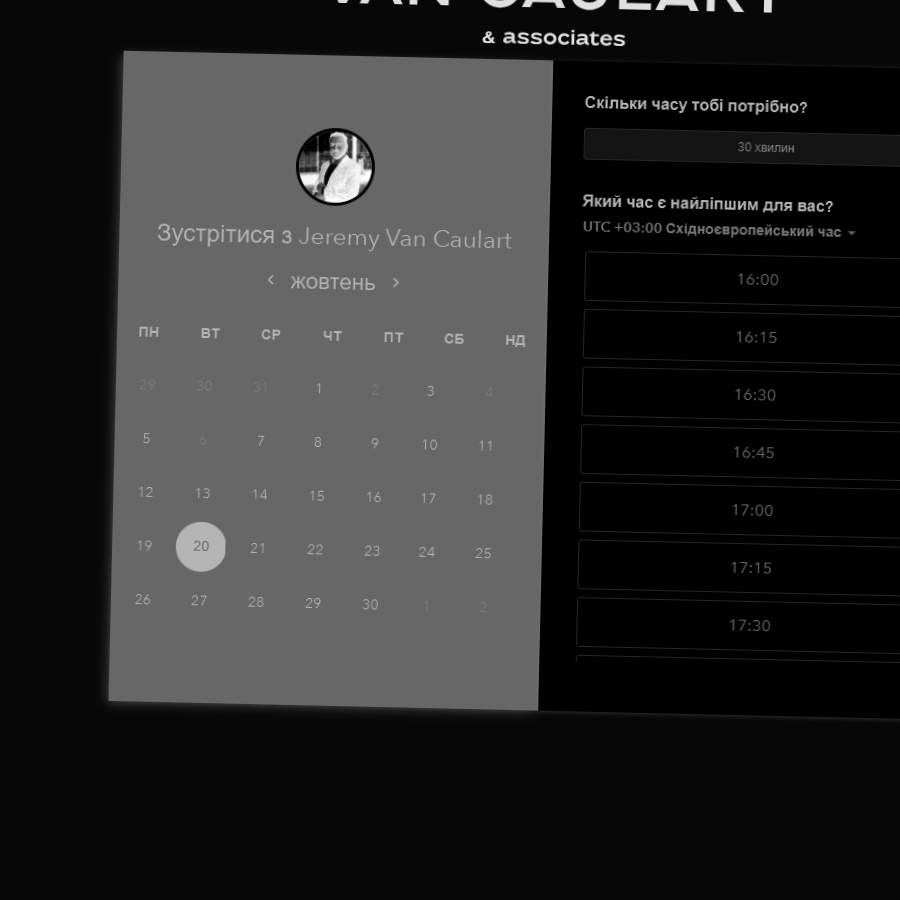 VAN CAULART
& associates
Зустрітися з Jeremy Van Caulart
жовтень
ПН ВТ СР ЧТ ПТ СБ НД
29 30 31 1 2 3 4
5 6 7 8 9 10 11
12 13 14 15 16 17 18
19 20 21 22 23 24 25
26 27 28 29 30 1 2
Скільки часу тобі потрібно?
30 хвилин
Який час є найліпшим для вас?
UTC +03:00 Східноєвропейський час
16:00
16:15
16:30
16:45
17:00
17:15
17:30